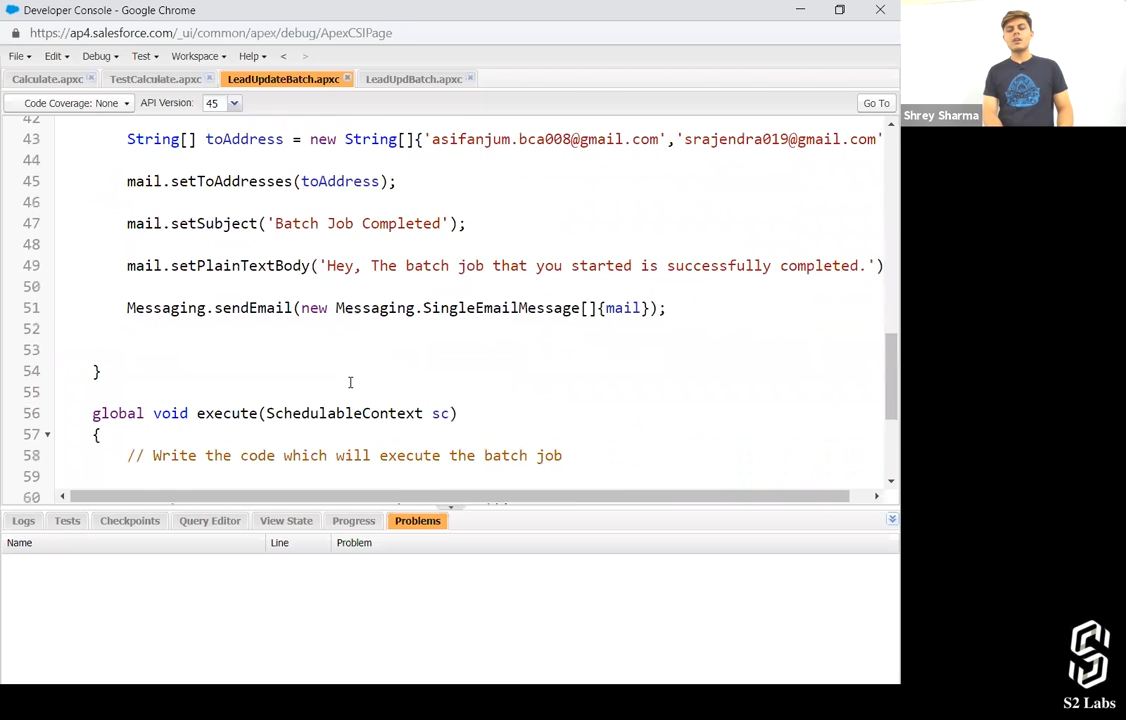 Developer Console - Google Chrome
https://ap4.salesforce.com/_ui/common/apex/debug/ApexCSIPage
File Edit Debug Test Workspace Help < >
Calculate.apxc TestCalculate.apxc LeadUpdateBatch.apxc LeadUpdBatch.apxc
Code Coverage: None API Version: 45 Go To
42
43 String[] toAddress = new String[]{'asifanjum.bca008@gmail.com','srajendra019@gmail.com'
44
45 mail.setToAddresses(toAddress);
46
47 mail.setSubject('Batch Job Completed');
48
49 mail.setPlainTextBody('Hey, The batch job that you started is successfully completed.')
50
51 Messaging.sendEmail(new Messaging.SingleEmailMessage[]{mail});
52
53
54 }
55
56 global void execute(SchedulableContext sc)
57 {
58 // Write the code which will execute the batch job
59
60
Logs Tests Checkpoints Query Editor View State Progress Problems
Name Line Problem
Shrey Sharma
S2 Labs